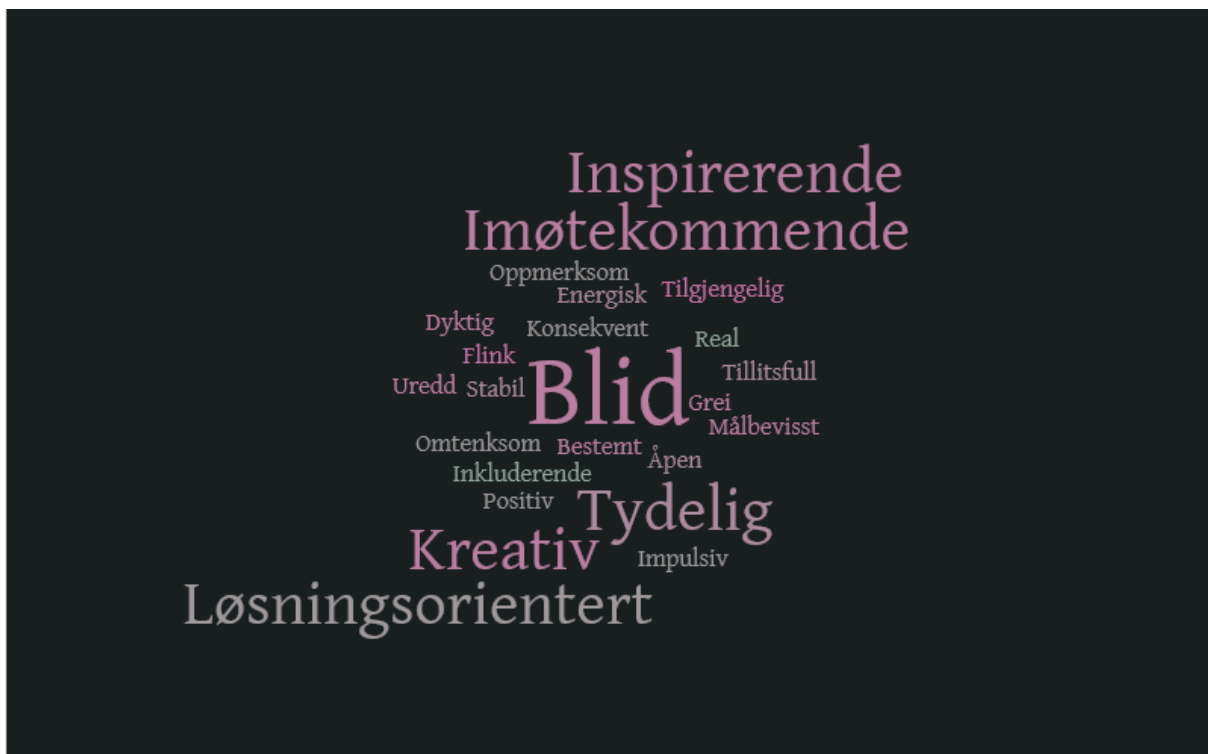 Inspirerende
Imøtekommende
Oppmerksom
Energisk
Tilgjengelig
Dyktig
Konsekvent
Real
Flink
Tillitsfull
Uredd
Stabil
Blid
Grei
Målbevisst
Omtenksom
Bestemt
Åpen
Inkluderende
Positiv
Tydelig
Kreativ
Impulsiv
Løsningsorientert